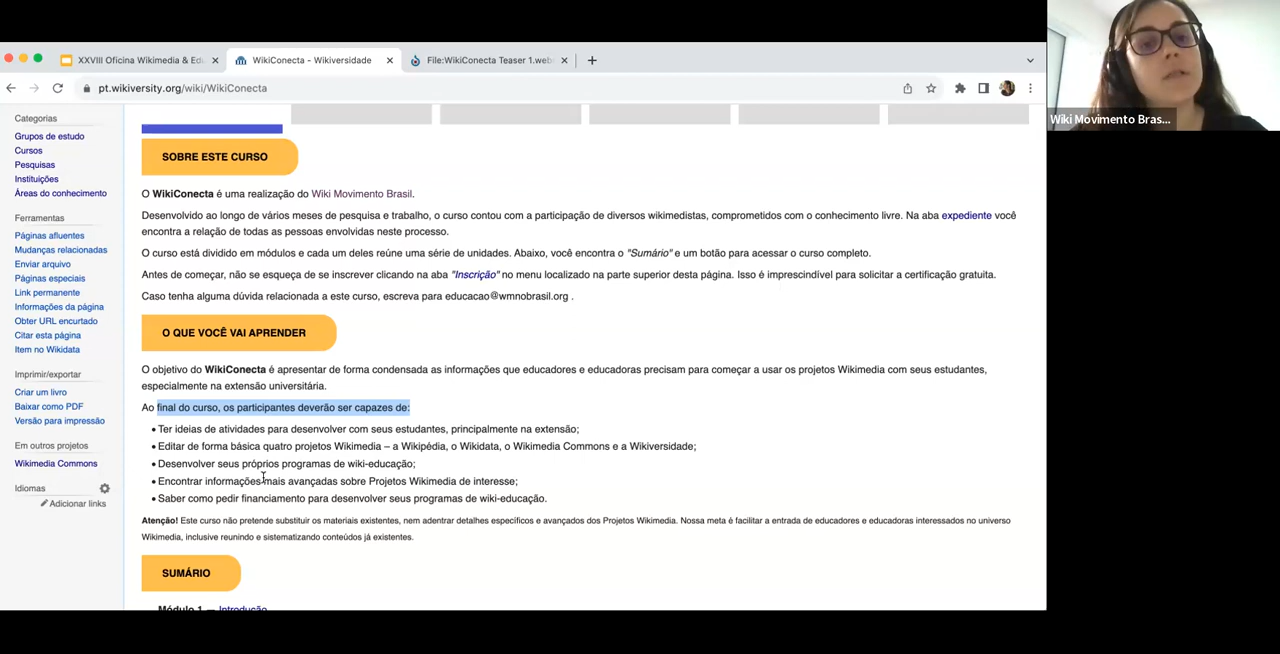 XXVIII Oficina Wikimedia & Edu
WikiConecta - Wikiversidade
File:WikiConecta Teaser 1.web
pt.wikiversity.org/wiki/WikiConecta
Wiki Movimento Bras...
Categorias
Grupos de estudo
Cursos
Pesquisas
Instituições
Áreas do conhecimento
Ferramentas
Páginas afluentes
Mudanças relacionadas
Enviar arquivo
Páginas especiais
Link permanente
Informações da página
Obter URL encurtado
Citar esta página
Item no Wikidata
Imprimir/exportar
Criar um livro
Baixar como PDF
Versão para impressão
Em outros projetos
Wikimedia Commons
Idiomas
Adicionar links
SOBRE ESTE CURSO
O WikiConecta é uma realização do Wiki Movimento Brasil.
Desenvolvido ao longo de vários meses de pesquisa e trabalho, o curso contou com a participação de diversos wikimedistas, comprometidos com o conhecimento livre. Na aba expediente você
encontra a relação de todas as pessoas envolvidas neste processo.
O curso está dividido em módulos e cada um deles reúne uma série de unidades. Abaixo, você encontra o "Sumário" e um botão para acessar o curso completo.
Antes de começar, não se esqueça de se inscrever clicando na aba "Inscrição" no menu localizado na parte superior desta página. Isso é imprescindível para solicitar a certificação gratuita.
Caso tenha alguma dúvida relacionada a este curso, escreva para educacao@wmnobrasil.org .
O QUE VOCÊ VAI APRENDER
O objetivo do WikiConecta é apresentar de forma condensada as informações que educadores e educadoras precisam para começar a usar os projetos Wikimedia com seus estudantes,
especialmente na extensão universitária.
Ao final do curso, os participantes deverão ser capazes de:
• Ter ideias de atividades para desenvolver com seus estudantes, principalmente na extensão;
• Editar de forma básica quatro projetos Wikimedia – a Wikipédia, o Wikidata, o Wikimedia Commons e a Wikiversidade;
• Desenvolver seus próprios programas de wiki-educação;
• Encontrar informações mais avançadas sobre Projetos Wikimedia de interesse;
• Saber como pedir financiamento para desenvolver seus programas de wiki-educação.
Atenção! Este curso não pretende substituir os materiais existentes, nem adentrar detalhes específicos e avançados dos Projetos Wikimedia. Nossa meta é facilitar a entrada de educadores e educadoras interessados no universo
Wikimedia, inclusive reunindo e sistematizando conteúdos já existentes.
SUMÁRIO
Módulo 1 — Introdução